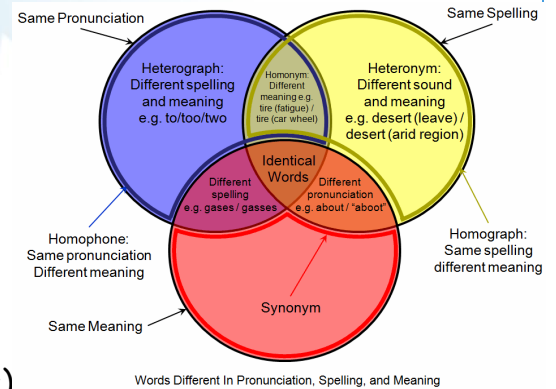 Same Pronunciation
Same Spelling
Heterograph:
Different spelling
and meaning
e.g. to/too/two
Homonym:
Different
meaning e.g.
tire (fatigue) /
tire (car wheel)
Heteronym:
Different sound
and meaning
e.g. desert (leave) /
desert (arid region)
Identical
Words
Different
spelling
e.g. gases / gasses
Different
pronunciation
e.g. about / "aboot"
Homophone:
Same pronunciation
Different meaning
Homograph:
Same spelling
different meaning
Synonym
Same Meaning
Words Different In Pronunciation, Spelling, and Meaning